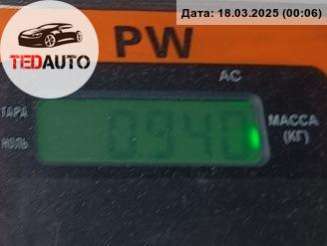 Дата: 18.03.2025 (00:06)
TEDAUTO
PW
AC
ТАРА
НОЛЬ
0.940
МАССА
(КГ)